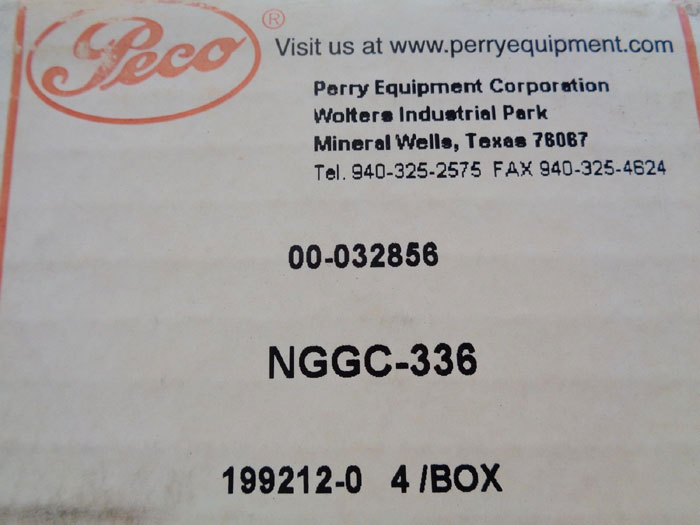 Peco ®
Visit us at www.perryequipment.com
Perry Equipment Corporation
Wolters Industrial Park
Mineral Wells, Texas 76067
Tel. 940-325-2575 FAX 940-325-4624
00-032856
NGGC-336
199212-0 4 /BOX